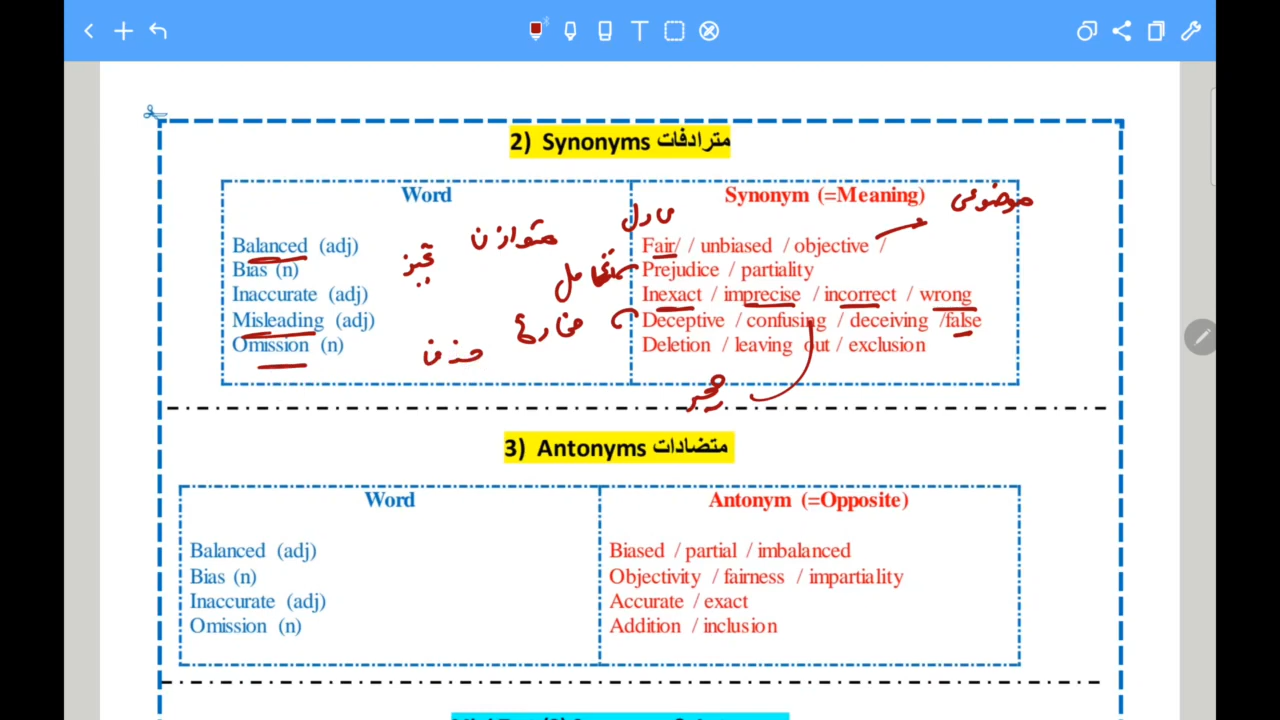 2) Synonyms مترادفات
Word Synonym (=Meaning) موضوعي
Balanced (adj) متوازن عادل Fair/ / unbiased / objective /
Bias (n) تحيز Prejudice / partiality
Inaccurate (adj) Inexact / imprecise / incorrect / wrong
Misleading (adj) Deceptive / confusing / deceiving /false
Omission (n) حذف Deletion / leaving out / exclusion
3) Antonyms متضادات
Word Antonym (=Opposite)
Balanced (adj) Biased / partial / imbalanced
Bias (n) Objectivity / fairness / impartiality
Inaccurate (adj) Accurate / exact
Omission (n) Addition / inclusion